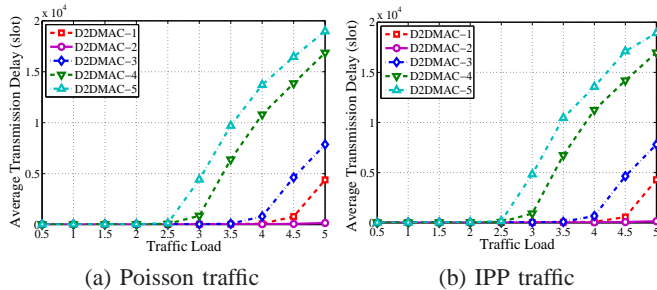 x 10^4
Average Transmission Delay (slot)
2
1.5
1
0.5
0
D2DMAC−1
D2DMAC−2
D2DMAC−3
D2DMAC−4
D2DMAC−5
0.5 1 1.5 2 2.5 3 3.5 4 4.5 5
Traffic Load
(a) Poisson traffic
x 10^4
Average Transmission Delay (slot)
2
1.5
1
0.5
0
D2DMAC−1
D2DMAC−2
D2DMAC−3
D2DMAC−4
D2DMAC−5
0.5 1 1.5 2 2.5 3 3.5 4 4.5 5
Traffic Load
(b) IPP traffic